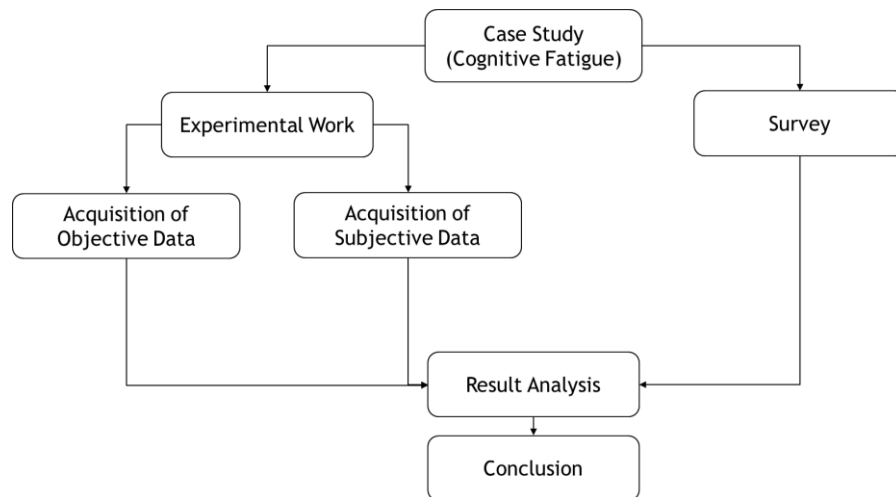 Case Study
(Cognitive Fatigue)
Experimental Work
Survey
Acquisition of
Objective Data
Acquisition of
Subjective Data
Result Analysis
Conclusion